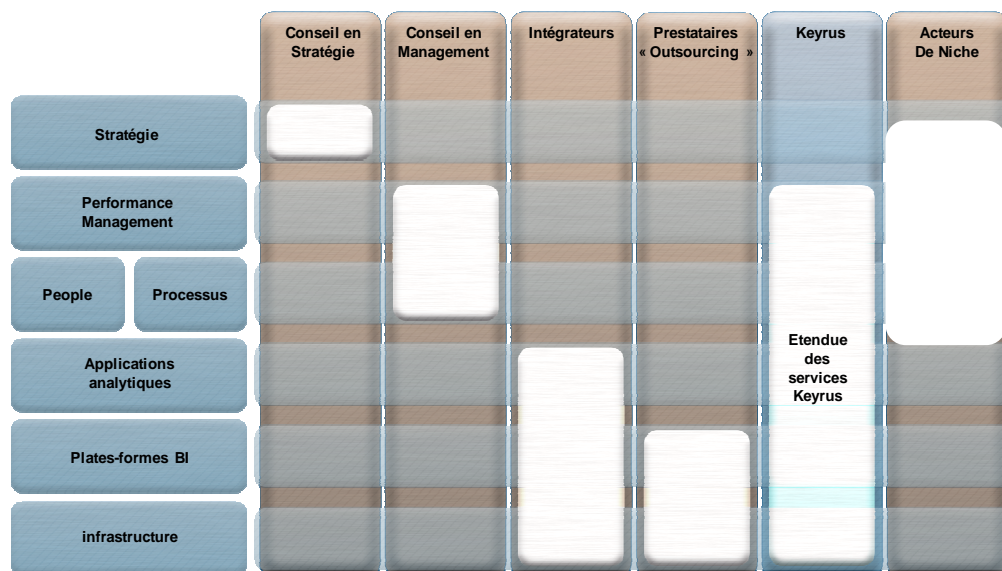 Conseil en
Stratégie
Conseil en
Management
Intégrateurs
Prestataires
« Outsourcing »
Keyrus
Acteurs
De Niche
Stratégie
Performance
Management
People
Processus
Applications
analytiques
Etendue
des
services
Keyrus
Plates-formes BI
infrastructure